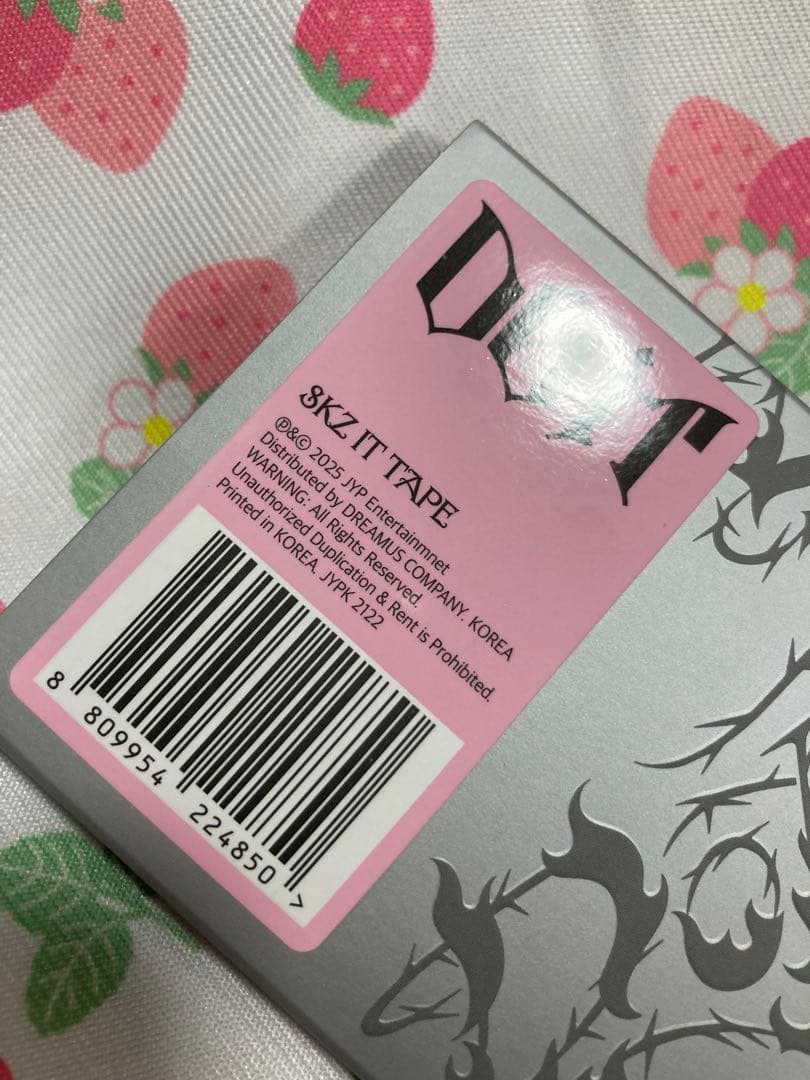 DO IT
SKZ IT TAPE
℗&© 2025 JYP Entertainmnet
Distributed by DREAMUS COMPANY. KOREA
WARNING: All Rights Reserved.
Unauthorized Duplication & Rent is Prohibited.
Printed in KOREA. JYPK 2122
8 809954 224850 >